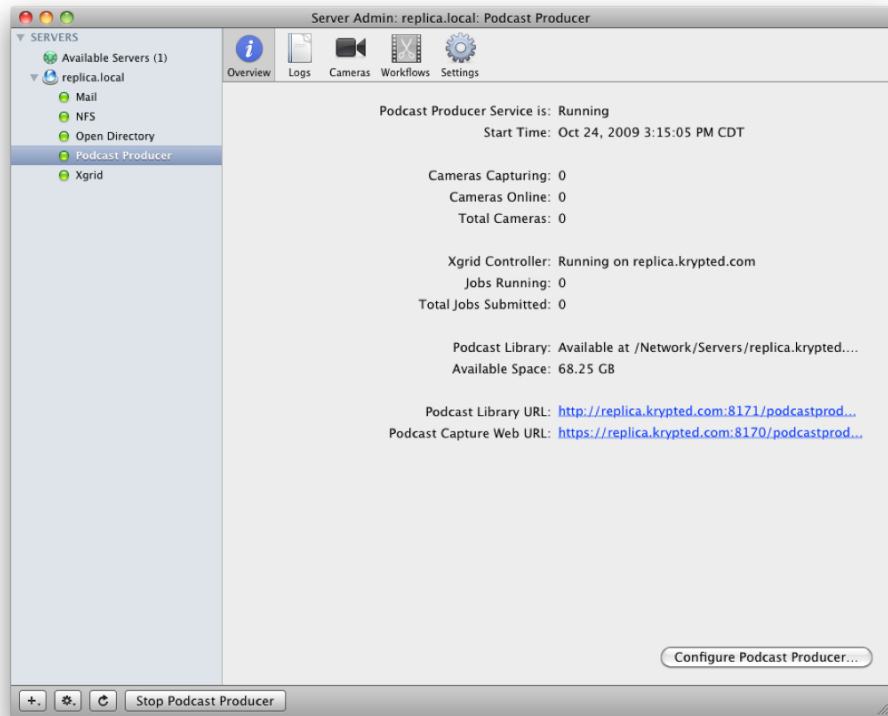 Server Admin: replica.local: Podcast Producer
SERVERS
Available Servers (1)
replica.local
Mail
NFS
Open Directory
Podcast Producer
Xgrid
Overview Logs Cameras Workflows Settings
Podcast Producer Service is: Running
Start Time: Oct 24, 2009 3:15:05 PM CDT
Cameras Capturing: 0
Cameras Online: 0
Total Cameras: 0
Xgrid Controller: Running on replica.krypted.com
Jobs Running: 0
Total Jobs Submitted: 0
Podcast Library: Available at /Network/Servers/replica.krypted....
Available Space: 68.25 GB
Podcast Library URL: http://replica.krypted.com:8171/podcastprod...
Podcast Capture Web URL: https://replica.krypted.com:8170/podcastprod...
Configure Podcast Producer...
Stop Podcast Producer